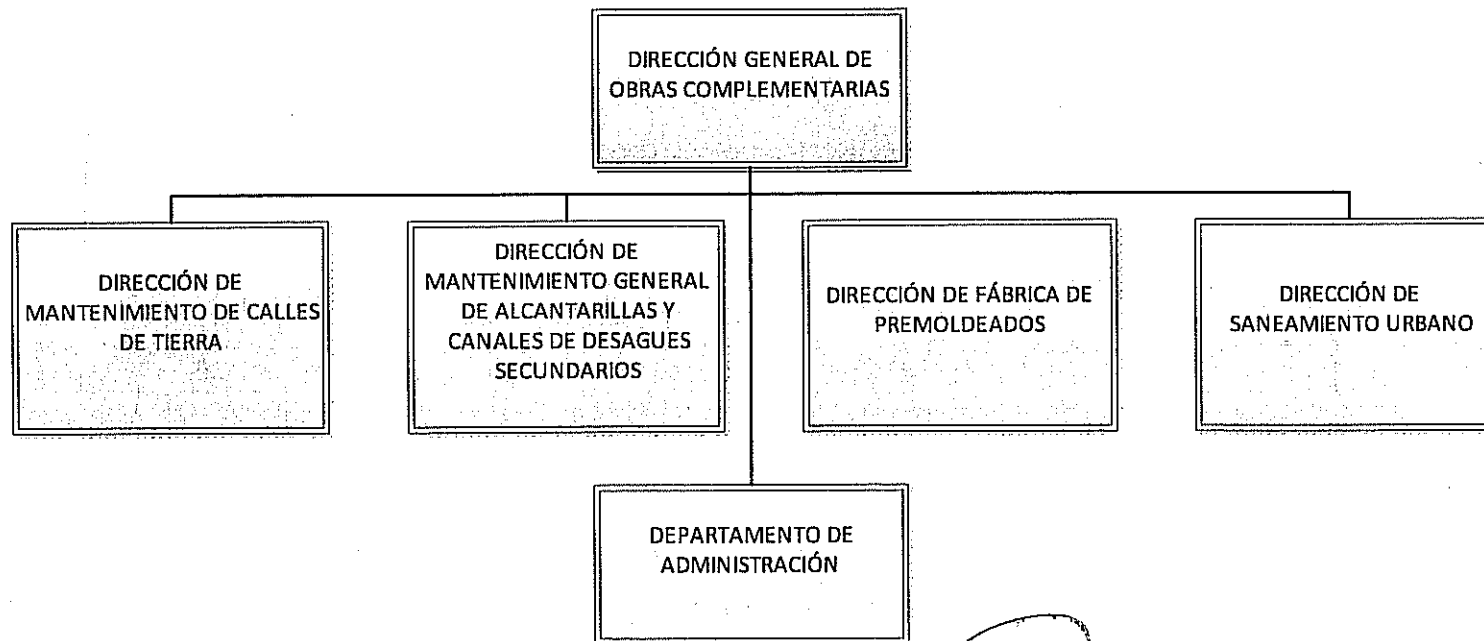 DIRECCIÓN GENERAL DE
OBRAS COMPLEMENTARIAS
DIRECCIÓN DE
MANTENIMIENTO DE CALLES
DE TIERRA
DIRECCIÓN DE
MANTENIMIENTO GENERAL
DE ALCANTARILLAS Y
CANALES DE DESAGUES
SECUNDARIOS
DIRECCIÓN DE FÁBRICA DE
PREMOLDEADOS
DIRECCIÓN DE
SANEAMIENTO URBANO
DEPARTAMENTO DE
ADMINISTRACIÓN